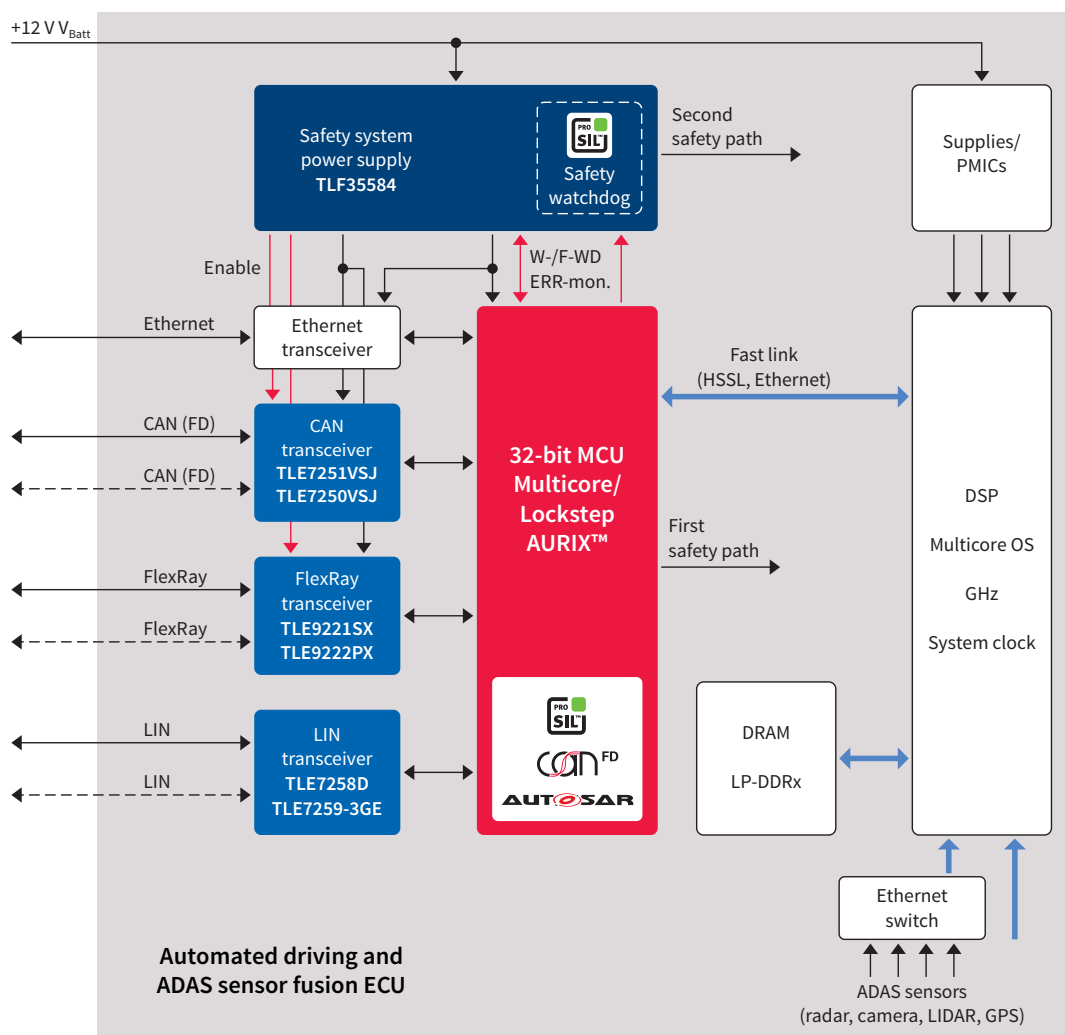 +12 V VBatt
Safety system
power supply
TLF35584
PRO
SIL™
Safety
watchdog
Second
safety path
Supplies/
PMICs
Enable
W-/F-WD
ERR-mon.
Ethernet
Ethernet
transceiver
Fast link
(HSSL, Ethernet)
CAN (FD)
CAN (FD)
CAN
transceiver
TLE7251VSJ
TLE7250VSJ
32-bit MCU
Multicore/
Lockstep
AURIX™
First
safety path
DSP
Multicore OS
GHz
System clock
FlexRay
FlexRay
FlexRay
transceiver
TLE9221SX
TLE9222PX
LIN
LIN
LIN
transceiver
TLE7258D
TLE7259-3GE
PRO
SIL™
CAN FD
AUTOSAR
DRAM
LP-DDRx
Ethernet
switch
Automated driving and
ADAS sensor fusion ECU
ADAS sensors
(radar, camera, LIDAR, GPS)